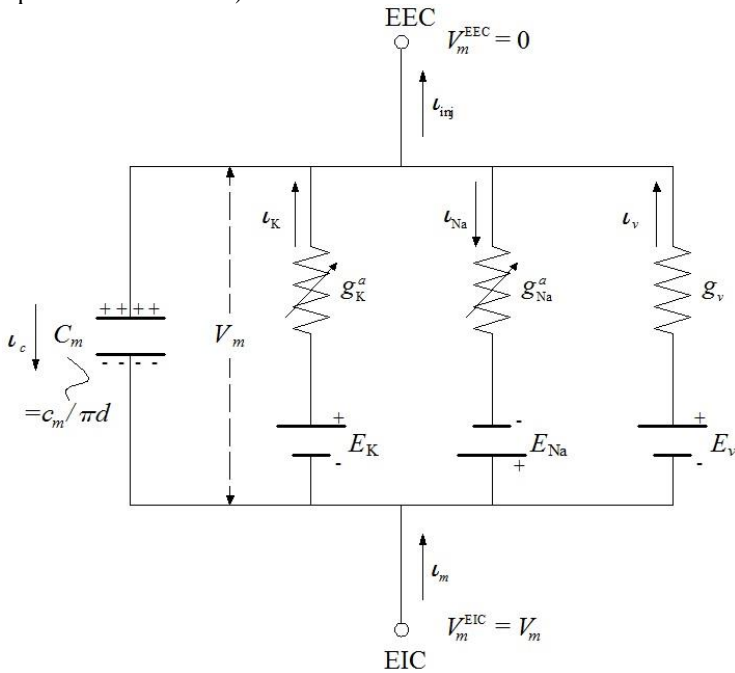 EEC
V_m^EEC = 0
ι_inj
ι_K
ι_Na
ι_v
g_K^a
g_Na^a
g_v
+ + + +
ι_c
C_m
- - - -
V_m
=c_m/πd
+
E_K
-
-
E_Na
+
+
E_v
-
ι_m
V_m^EIC = V_m
EIC